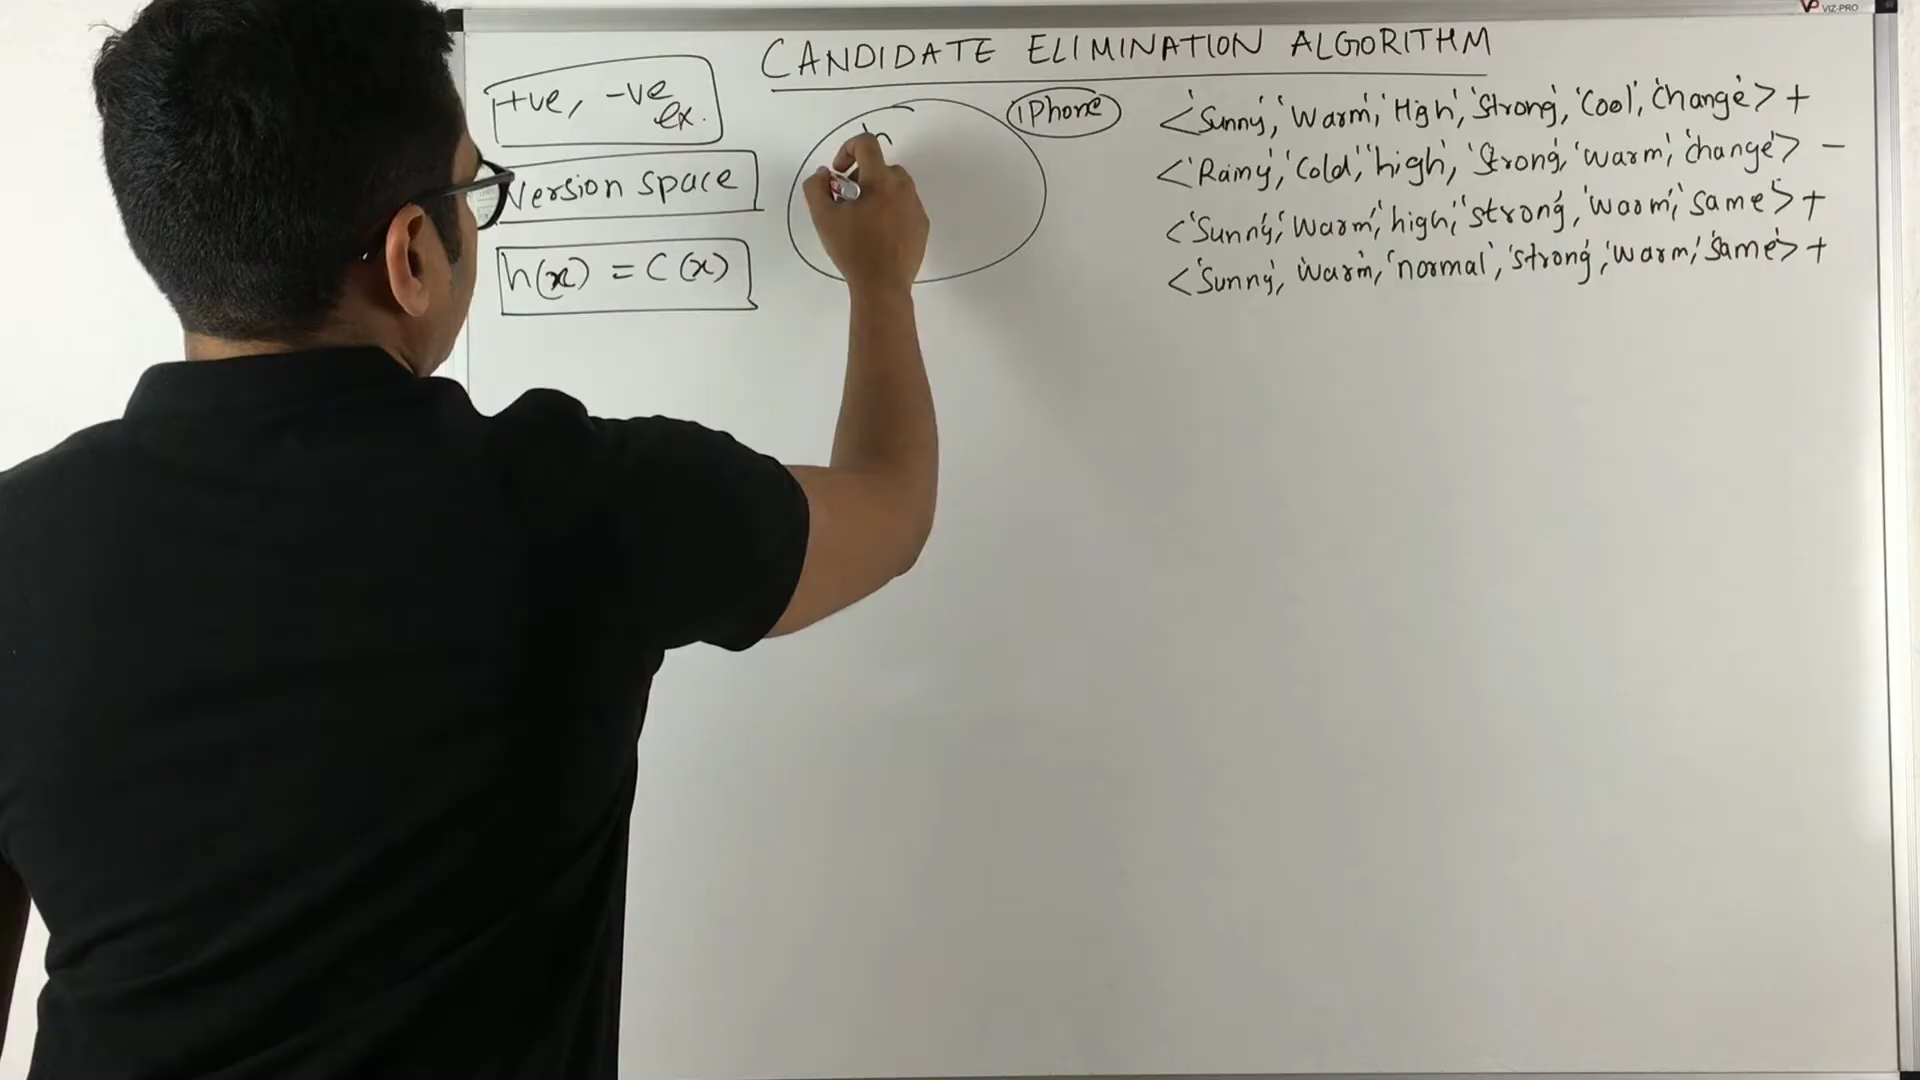 VIZ-PRO
CANDIDATE ELIMINATION ALGORITHM
+ve, -ve
ex.
Version space
h(x) = C(x)
iPhone
h
<'Sunny', 'Warm', 'High', 'Strong', 'Cool', 'change'> +
<'Rainy', 'Cold', 'high', 'Strong', 'warm', 'change'> -
<'Sunny', 'warm', 'high', 'strong', 'warm', 'same'> +
<'Sunny', 'warm', 'normal', 'strong', 'warm', 'same'> +